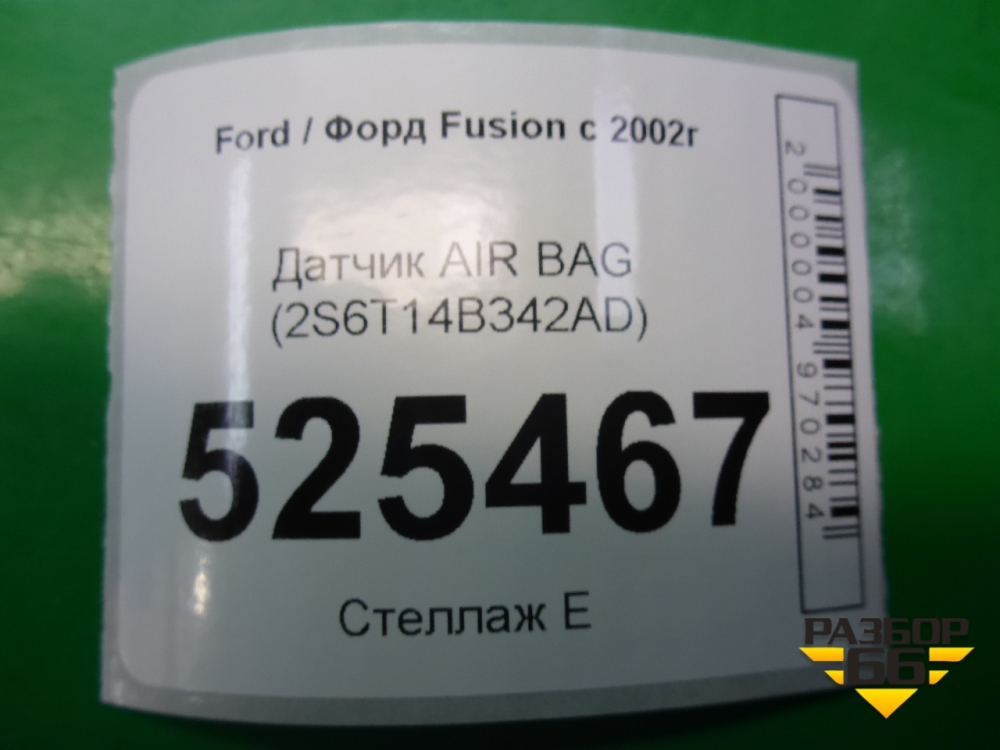 Ford / Форд Fusion с 2002г
Датчик AIR BAG
(2S6T14B342AD)
525467
Стеллаж Е
2000004970284
РАЗБОР
66